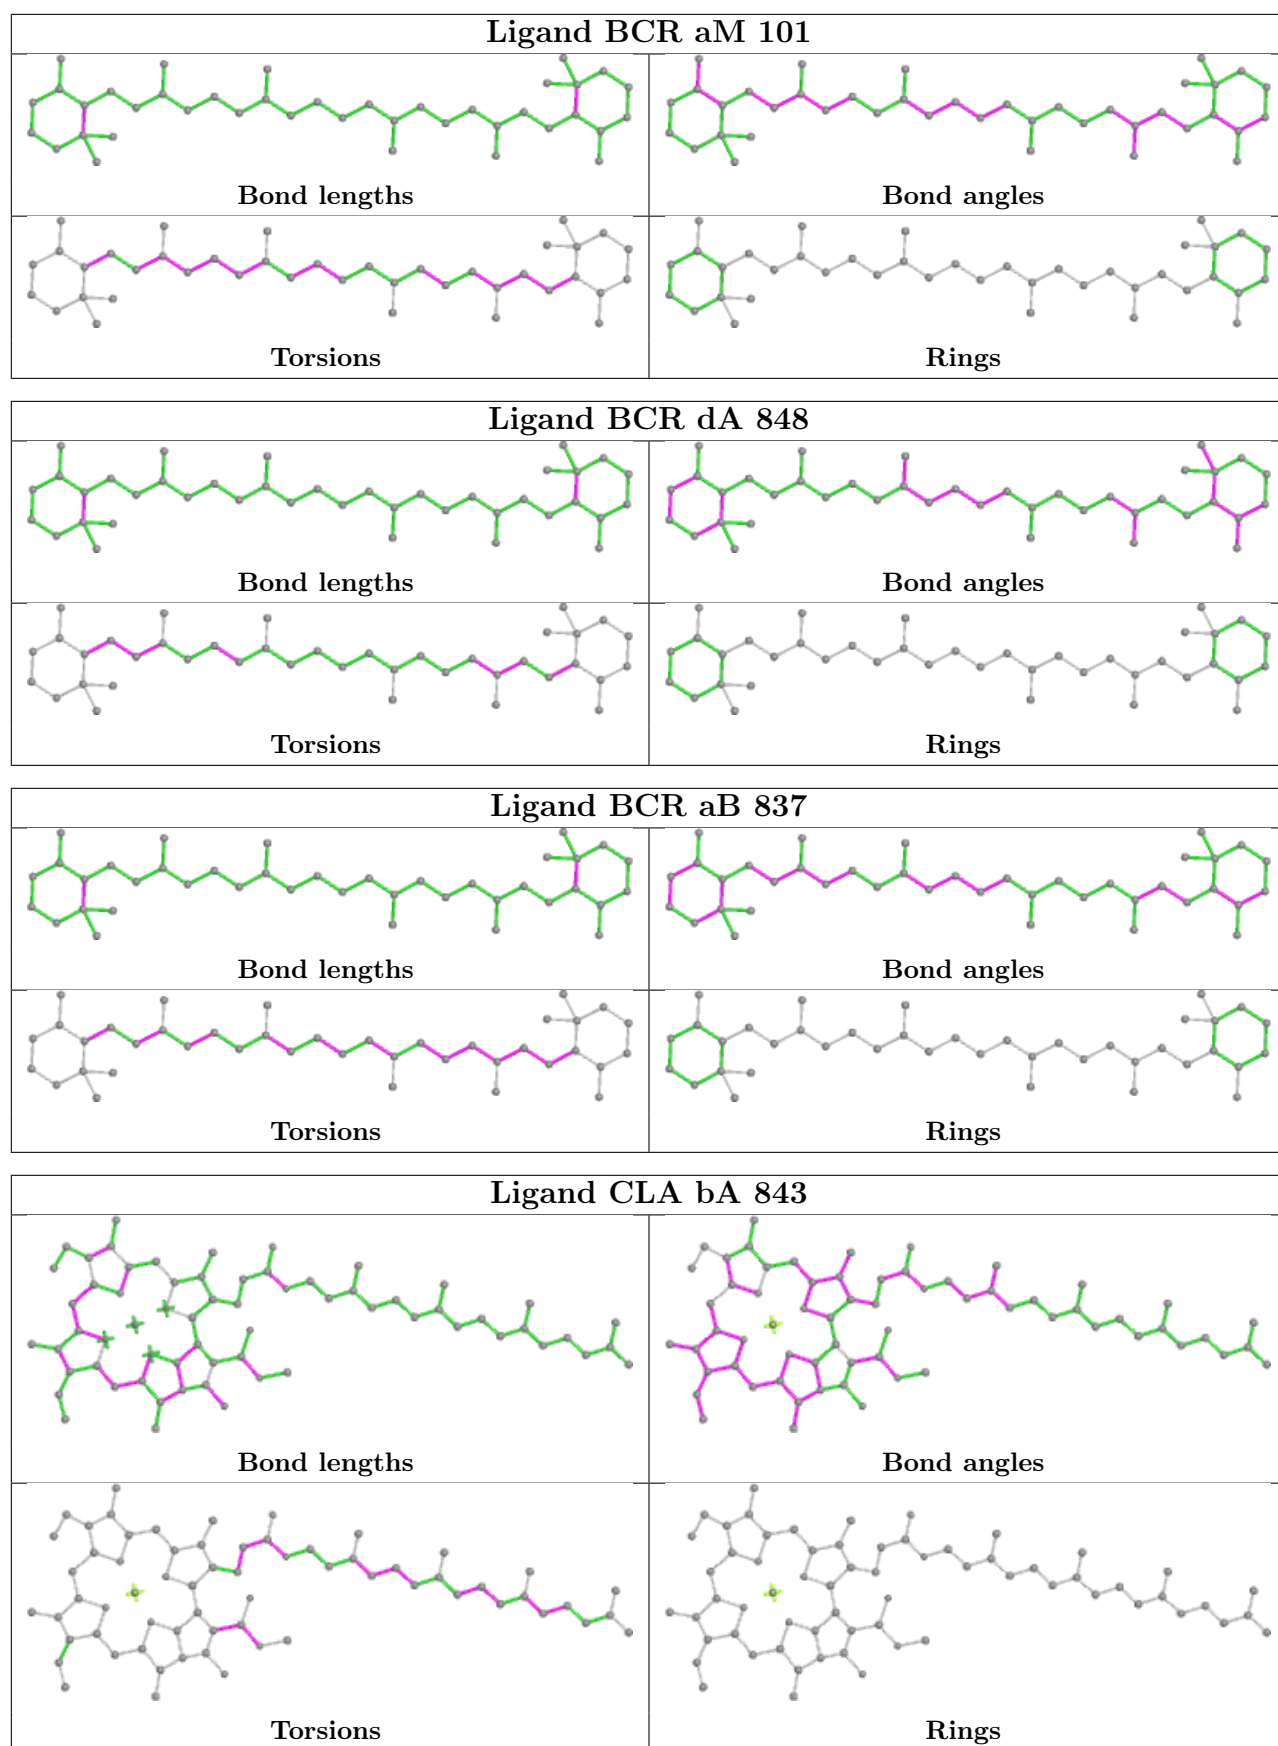 Ligand BCR aM 101
Bond lengths
Bond angles
Torsions
Rings
Ligand BCR dA 848
Bond lengths
Bond angles
Torsions
Rings
Ligand BCR aB 837
Bond lengths
Bond angles
Torsions
Rings
Ligand CLA bA 843
Bond lengths
Bond angles
Torsions
Rings